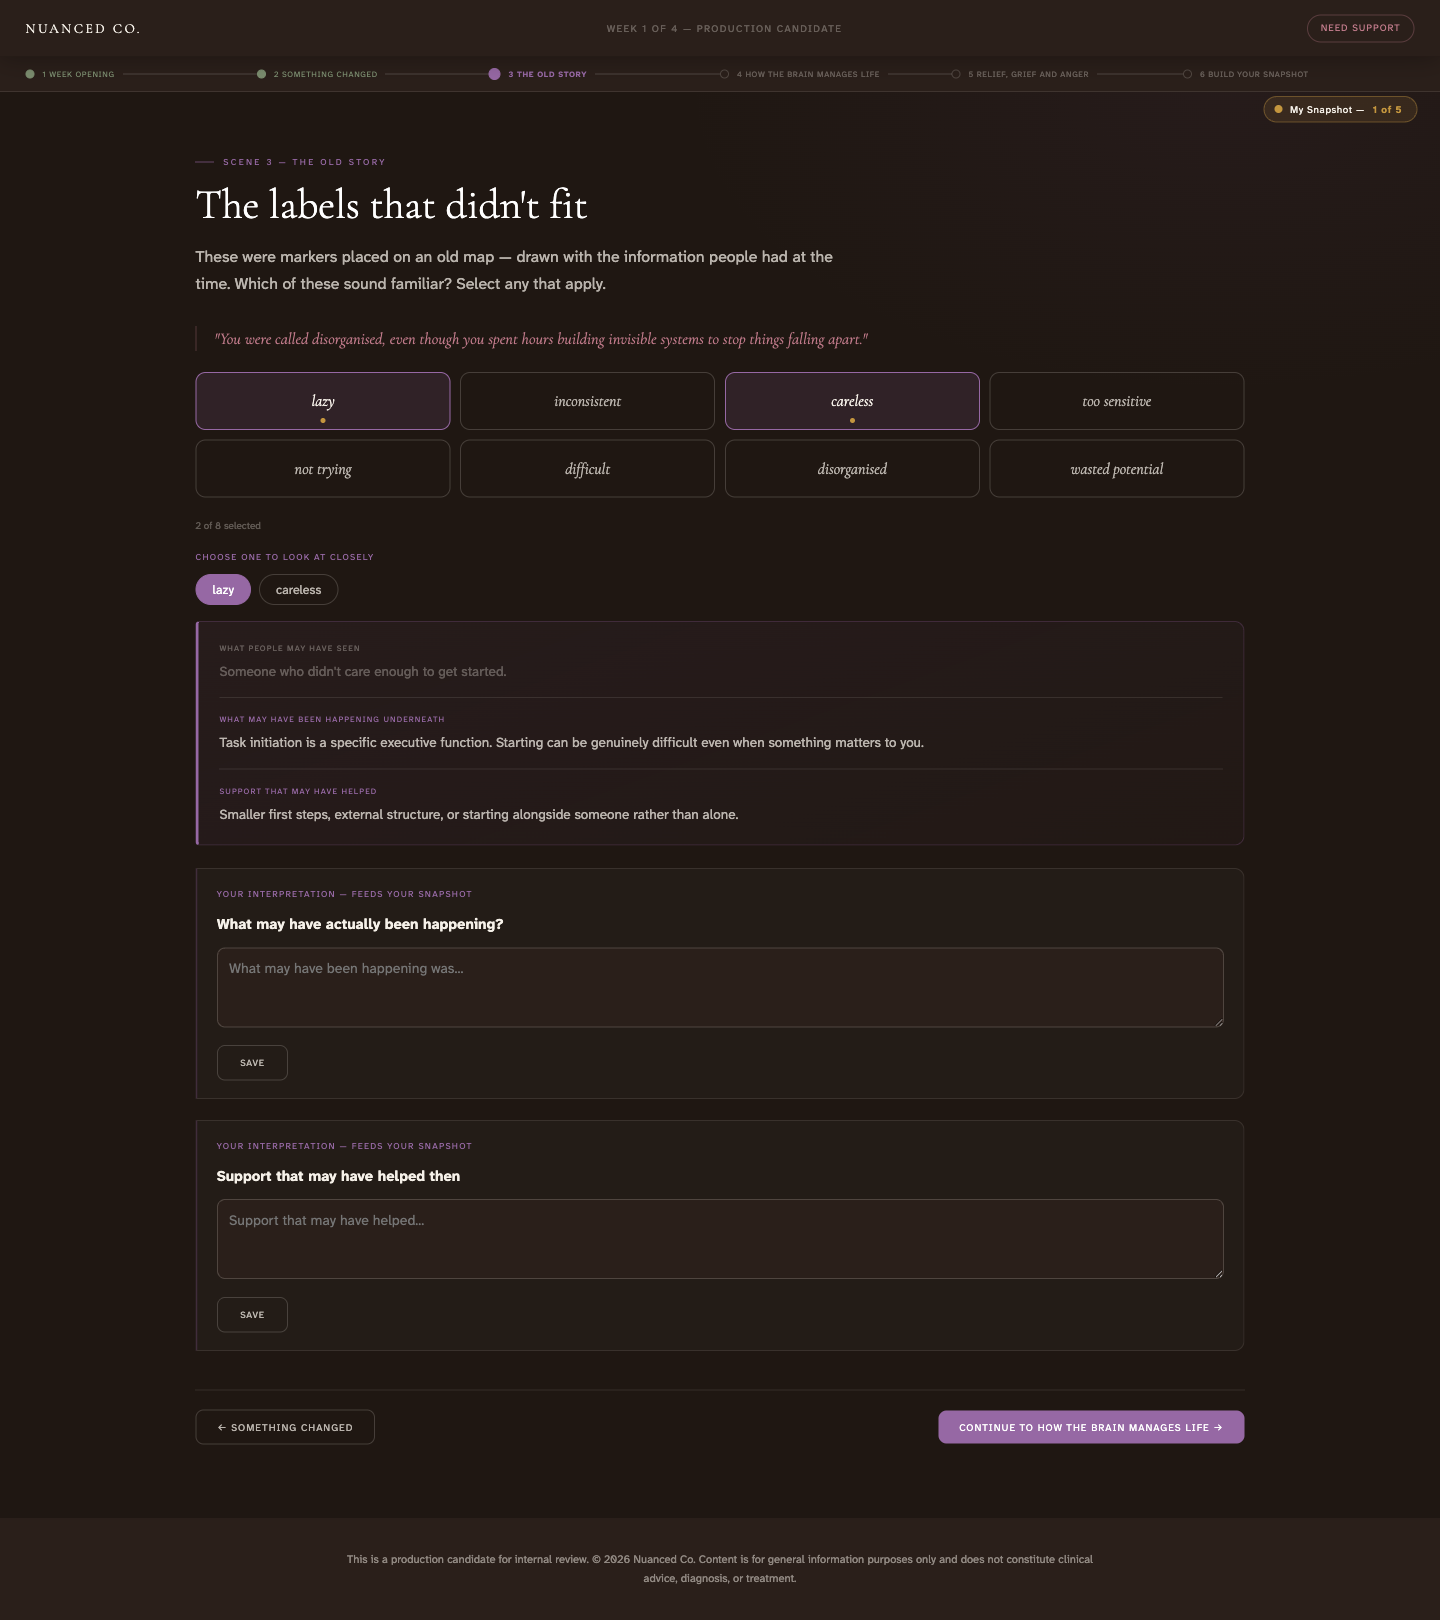 NUANCED CO.
WEEK 1 OF 4 — PRODUCTION CANDIDATE
NEED SUPPORT
1 WEEK OPENING
2 SOMETHING CHANGED
3 THE OLD STORY
4 HOW THE BRAIN MANAGES LIFE
5 RELIEF, GRIEF AND ANGER
6 BUILD YOUR SNAPSHOT
My Snapshot — 1 of 5
SCENE 3 — THE OLD STORY
The labels that didn't fit
These were markers placed on an old map — drawn with the information people had at the
time. Which of these sound familiar? Select any that apply.
"You were called disorganised, even though you spent hours building invisible systems to stop things falling apart."
lazy
inconsistent
careless
too sensitive
not trying
difficult
disorganised
wasted potential
2 of 8 selected
CHOOSE ONE TO LOOK AT CLOSELY
lazy
careless
WHAT PEOPLE MAY HAVE SEEN
Someone who didn't care enough to get started.
WHAT MAY HAVE BEEN HAPPENING UNDERNEATH
Task initiation is a specific executive function. Starting can be genuinely difficult even when something matters to you.
SUPPORT THAT MAY HAVE HELPED
Smaller first steps, external structure, or starting alongside someone rather than alone.
YOUR INTERPRETATION — FEEDS YOUR SNAPSHOT
What may have actually been happening?
What may have been happening was...
SAVE
YOUR INTERPRETATION — FEEDS YOUR SNAPSHOT
Support that may have helped then
Support that may have helped...
SAVE
← SOMETHING CHANGED
CONTINUE TO HOW THE BRAIN MANAGES LIFE →
This is a production candidate for internal review. © 2026 Nuanced Co. Content is for general information purposes only and does not constitute clinical
advice, diagnosis, or treatment.